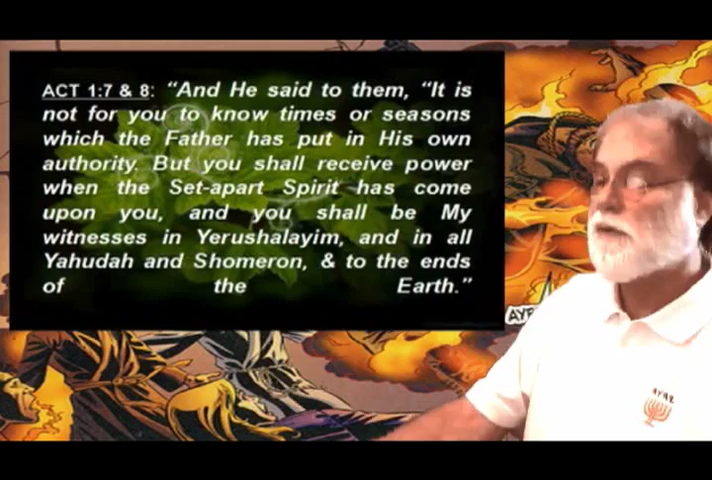 ACT 1:7 & 8: “And He said to them, “It is
not for you to know times or seasons
which the Father has put in His own
authority. But you shall receive power
when the Set-apart Spirit has come
upon you, and you shall be My
witnesses in Yerushalayim, and in all
Yahudah and Shomeron, & to the ends
of the Earth.”